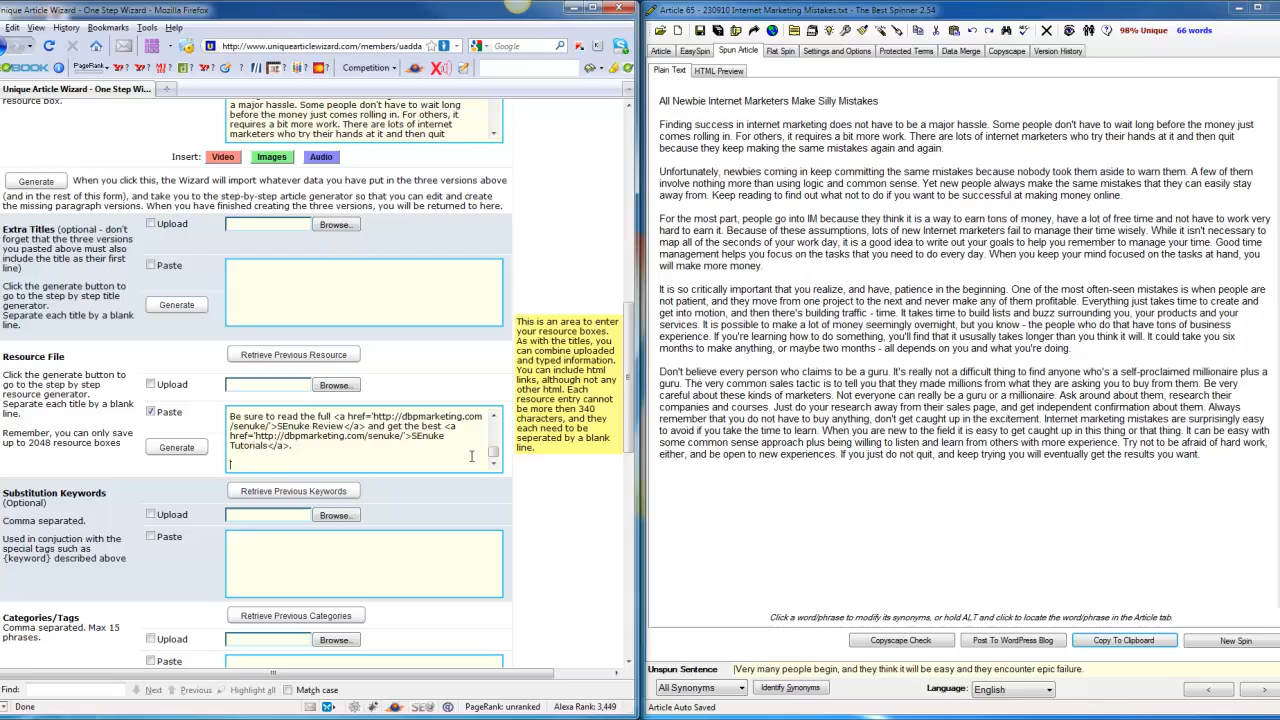 Unique Article Wizard - One Step Wizard - Mozilla Firefox
Edit View History Bookmarks Tools Help
http://www.uniquearticlewizard.com/members/uadda
Google
EBOOK
PageRank
Competition
Unique Article Wizard - One Step Wi...
resource box.
a major hassle. Some people don't have to wait long
before the money just comes rolling in. For others, it
requires a bit more work. There are lots of internet
marketers who try their hands at it and then quit
Insert: Video Images Audio
Generate When you click this, the Wizard will import whatever data you have put in the three versions above
(and in the rest of this form), and take you to the step-by-step article generator so that you can edit and create
the missing paragraph versions. When you have finished creating the three versions, you will be returned to here.
Extra Titles (optional - don't
forget that the three versions
you pasted above must also
include the title as their first
line)
Click the generate button to
go to the step by step title
generator.
Separate each title by a blank
line.
Upload
Browse..
Paste
Generate
Resource File
Click the generate button to
go to the step by step
resource generator.
Separate each title by a blank
line.
Remember, you can only save
up to 2048 resource boxes
Retrieve Previous Resource
Upload
Browse..
Paste
Generate
Be sure to read the full <a href='http://dbpmarketing.com
/senuke/'>SEnuke Review</a> and get the best <a
href='http://dbpmarketing.com/senuke/'>SEnuke
Tutorials</a>.
This is an area to enter
your resource boxes.
As with the titles, you
can combine uploaded
and typed information.
You can include html
links, although not any
other html. Each
resource entry cannot
be more then 340
characters, and they
each need to be
seperated by a blank
line.
Substitution Keywords
(Optional)
Comma separated.
Used in conjuction with the
special tags such as
{keyword} described above
Retrieve Previous Keywords
Upload
Browse..
Paste
Categories/Tags
Comma separated. Max 15
phrases.
Retrieve Previous Categories
Upload
Browse..
Paste
Find: Next Previous Highlight all Match case
Done
PageRank: unranked Alexa Rank: 3,449
Article 65 - 230910 Internet Marketing Mistakes.txt - The Best Spinner 2.54
98% Unique 66 words
Article EasySpin Spun Article Flat Spin Settings and Options Protected Terms Data Merge Copyscape Version History
Plain Text HTML Preview
All Newbie Internet Marketers Make Silly Mistakes
Finding success in internet marketing does not have to be a major hassle. Some people don't have to wait long before the money just
comes rolling in. For others, it requires a bit more work. There are lots of internet marketers who try their hands at it and then quit
because they keep making the same mistakes again and again.
Unfortunately, newbies coming in keep committing the same mistakes because nobody took them aside to warn them. A few of them
involve nothing more than using logic and common sense. Yet new people always make the same mistakes that they can easily stay
away from. Keep reading to find out what not to do if you want to be successful at making money online.
For the most part, people go into IM because they think it is a way to earn tons of money, have a lot of free time and not have to work very
hard to earn it. Because of these assumptions, lots of new Internet marketers fail to manage their time wisely. While it isn't necessary to
map all of the seconds of your work day, it is a good idea to write out your goals to help you remember to manage your time. Good time
management helps you focus on the tasks that you need to do every day. When you keep your mind focused on the tasks at hand, you
will make more money.
It is so critically important that you realize, and have, patience in the beginning. One of the most often-seen mistakes is when people are
not patient, and they move from one project to the next and never make any of them profitable. Everything just takes time to create and
get into motion, and then there's building traffic - time. It takes time to build lists and buzz surrounding you, your products and your
services. It is possible to make a lot of money seemingly overnight, but you know - the people who do that have tons of business
experience. If you're learning how to do something, you'll find that it ususally takes longer than you think it will. It could take you six
months to make anything, or maybe two months - all depends on you and what you're doing.
Don't believe every person who claims to be a guru. It's really not a difficult thing to find anyone who's a self-proclaimed millionaire plus a
guru. The very common sales tactic is to tell you that they made millions from what they are asking you to buy from them. Be very
careful about these kinds of marketers. Not everyone can really be a guru or a millionaire. Ask around about them, research their
companies and courses. Just do your research away from their sales page, and get independent confirmation about them. Always
remember that you do not have to buy anything, don't get caught up in the excitement. Internet marketing mistakes are surprisingly easy
to avoid if you take the time to learn. When you are new to the field it is easy to get caught up in this thing or that thing. It can be easy with
some common sense approach plus being willing to listen and learn from others with more experience. Try not to be afraid of hard work,
either, and be open to new experiences. If you just do not quit, and keep trying you will eventually get the results you want.
Click a word/phrase to modify its synonyms, or hold ALT and click to locate the word/phrase in the Article tab.
Copyscape Check Post To WordPress Blog Copy To Clipboard New Spin
Unspun Sentence Very many people begin, and they think it will be easy and they encounter epic failure.
All Synonyms Identify Synonyms Language: English < >
Article Auto Saved